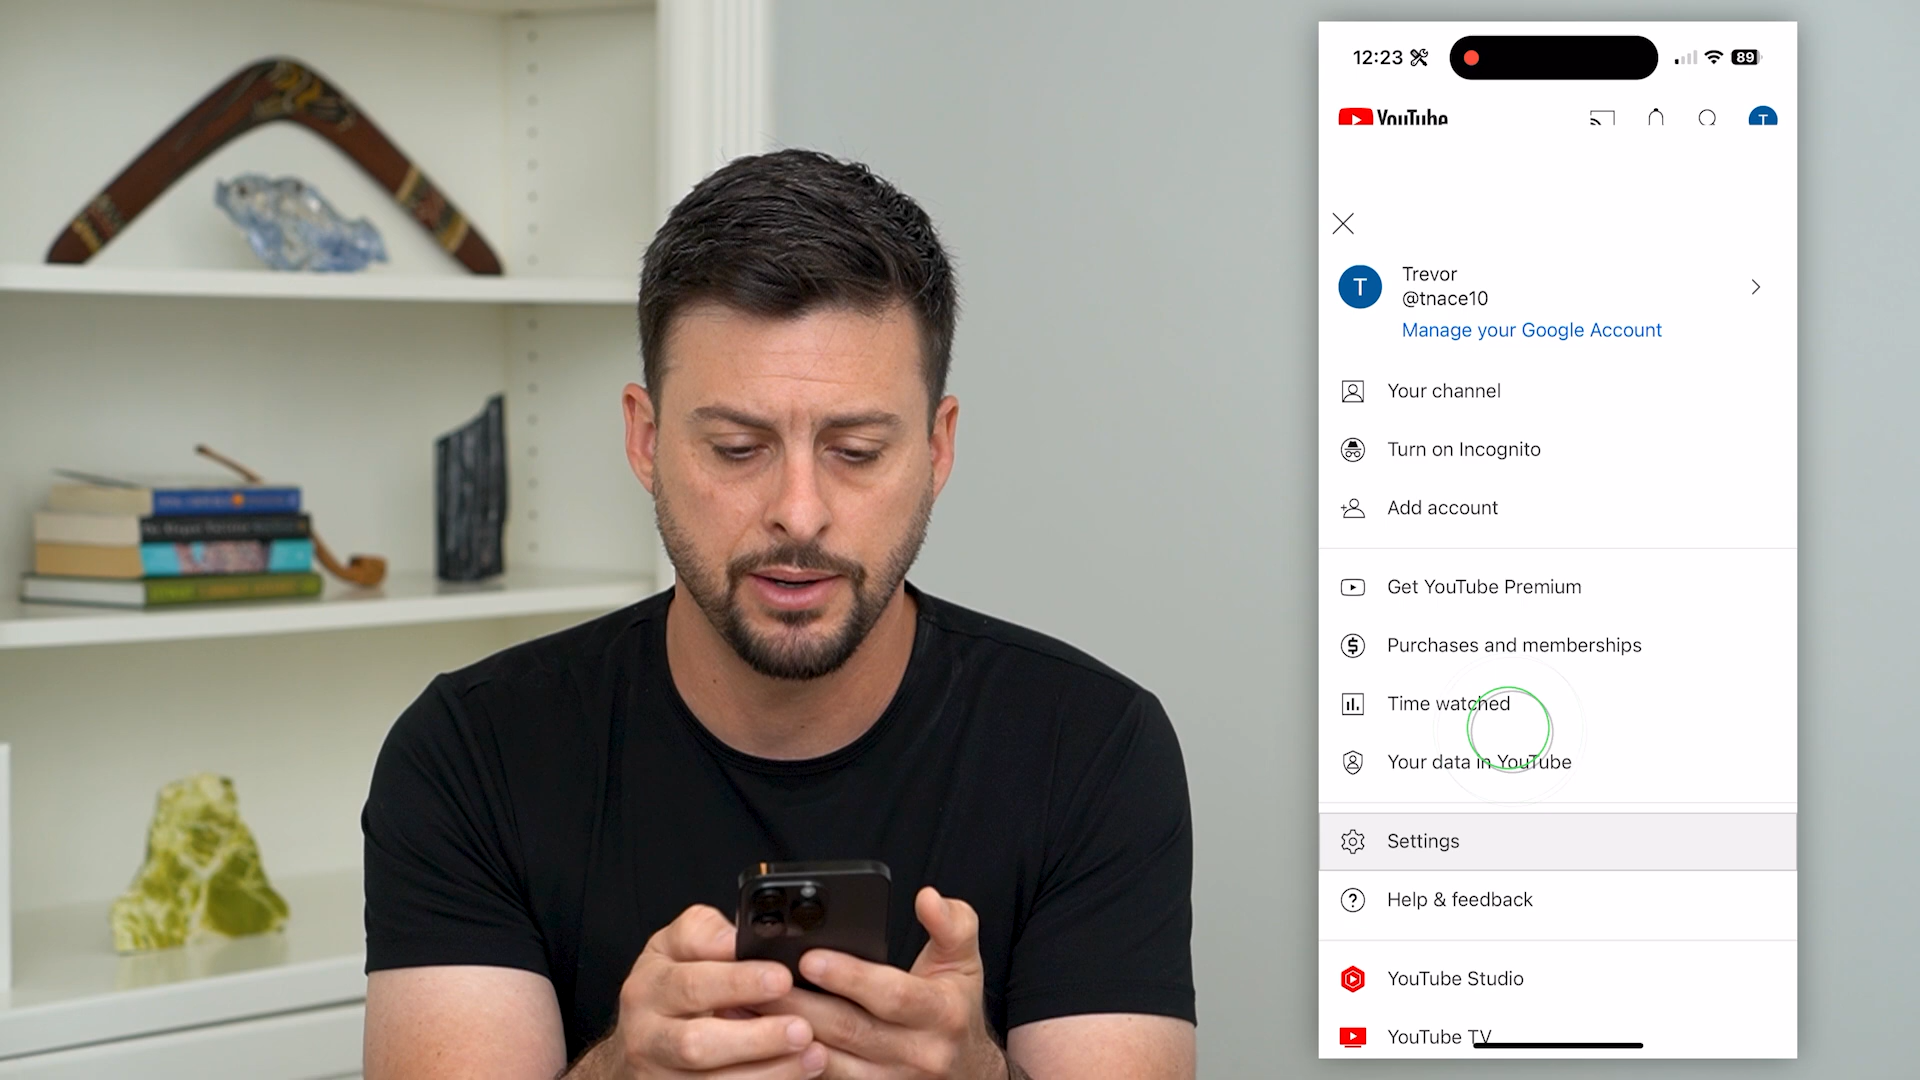 12:23
89
YouTube
T
T
Trevor
@tnace10
Manage your Google Account
Your channel
Turn on Incognito
Add account
Get YouTube Premium
Purchases and memberships
Time watched
Your data in YouTube
Settings
Help & feedback
YouTube Studio
YouTube TV